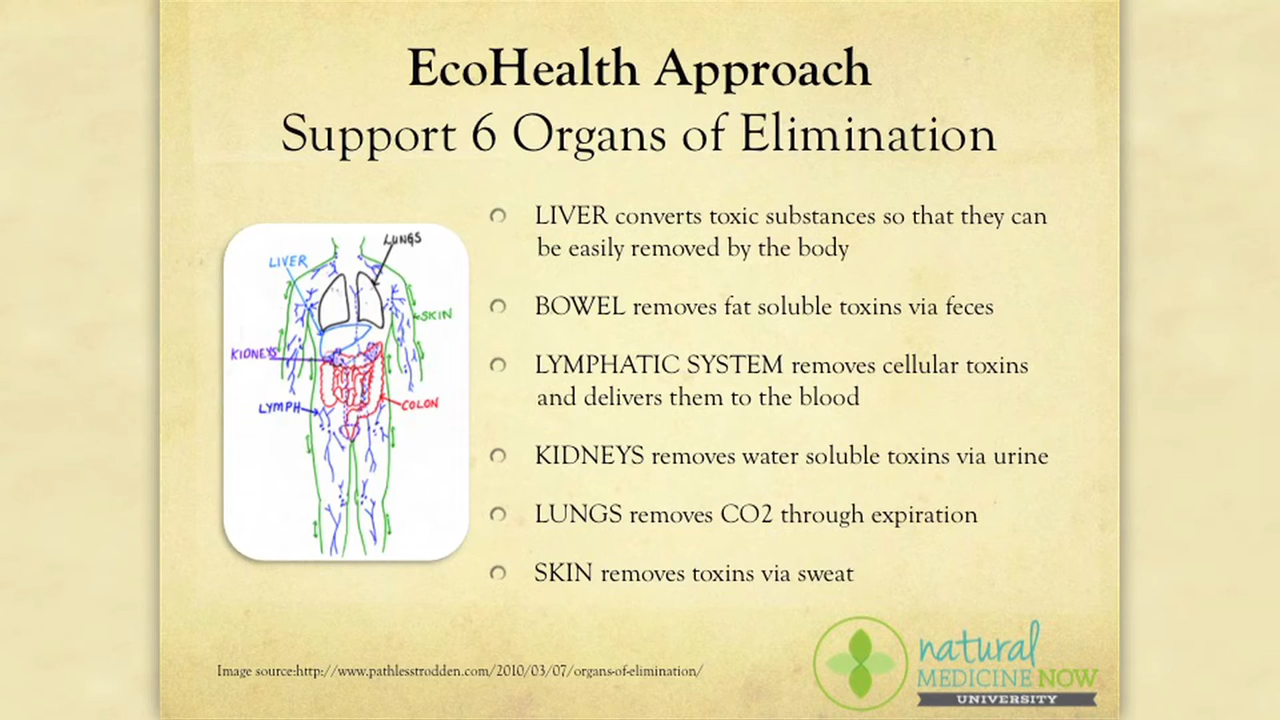 EcoHealth Approach
Support 6 Organs of Elimination
LIVER converts toxic substances so that they can
be easily removed by the body
BOWEL removes fat soluble toxins via feces
LYMPHATIC SYSTEM removes cellular toxins
and delivers them to the blood
KIDNEYS removes water soluble toxins via urine
LUNGS removes CO2 through expiration
SKIN removes toxins via sweat
LUNGS
LIVER
SKIN
KIDNEYS
LYMPH
COLON
Image source:http://www.pathlesstrodden.com/2010/03/07/organs-of-elimination/
natural
MEDICINE NOW
UNIVERSITY